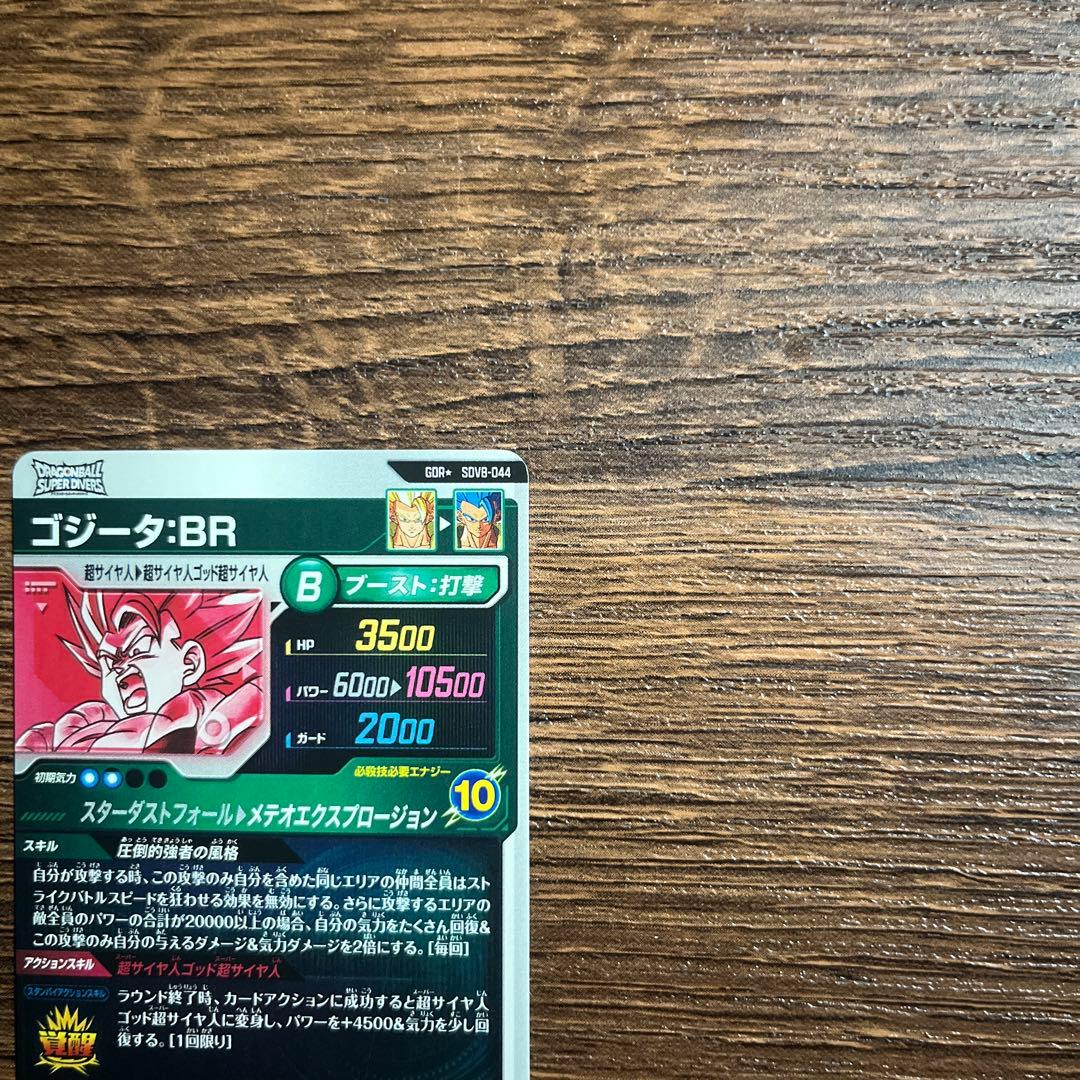 DRAGONBALL
SUPER DIVERS
GDR★ SDV8-044
ゴジータ:BR
超サイヤ人▶超サイヤ人ゴッド超サイヤ人
B ブースト:打撃
HP 3500
パワー 6000▶10500
ガード 2000
初期気力
必殺技必要エナジー
10
スターダストフォール▶メテオエクスプロージョン
スキル 圧倒的強者の風格
自分が攻撃する時、この攻撃のみ自分を含めた同じエリアの仲間全員はスト
ライクバトルスピードを狂わせる効果を無効にする。さらに攻撃するエリアの
敵全員のパワーの合計が20000以上の場合、自分の気力をたくさん回復&
この攻撃のみ自分の与えるダメージ&気力ダメージを2倍にする。[毎回]
アクションスキル 超サイヤ人ゴッド超サイヤ人
スタンバイアクションスキル
ラウンド終了時、カードアクションに成功すると超サイヤ人
ゴッド超サイヤ人に変身し、パワーを+4500&気力を少し回
復する。[1回限り]
覚醒